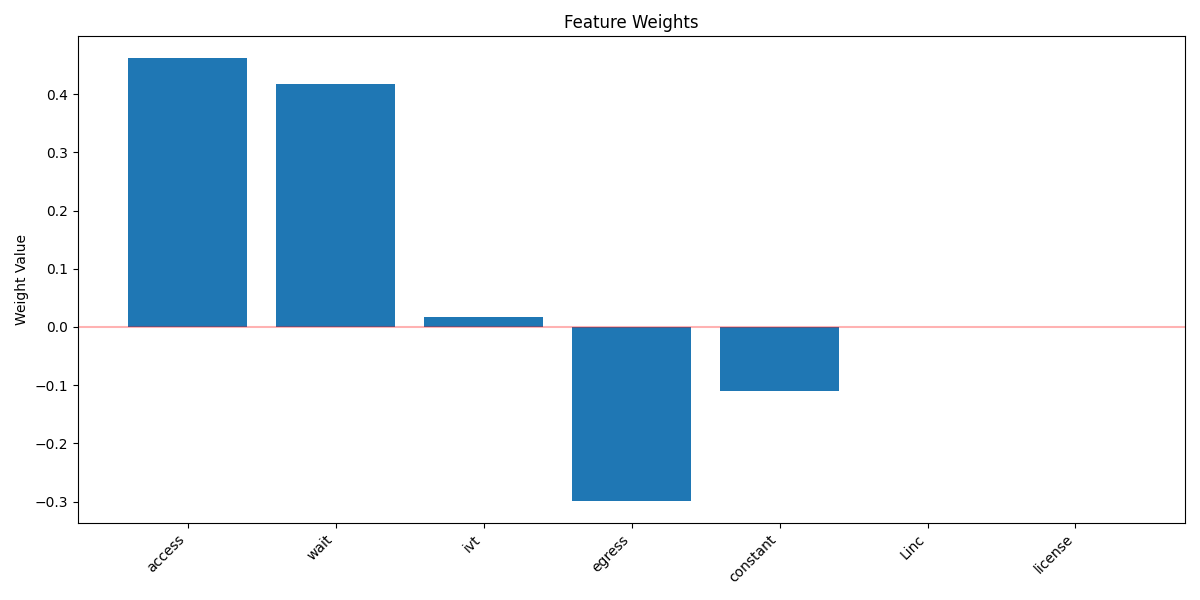 Feature Weights
Weight Value
0.4
0.3
0.2
0.1
0.0
−0.1
−0.2
−0.3
access
wait
ivt
egress
constant
Linc
license